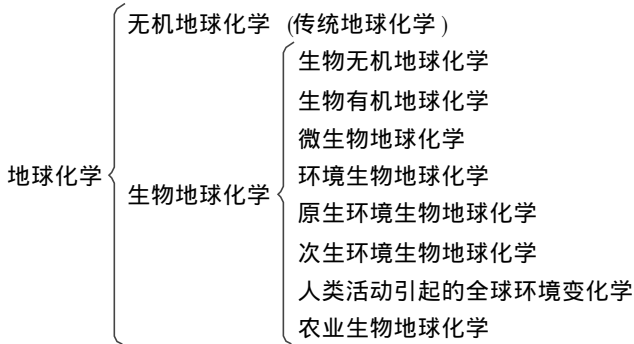 无机地球化学 (传统地球化学)
生物无机地球化学
生物有机地球化学
微生物地球化学
地球化学
环境生物地球化学
生物地球化学
原生环境生物地球化学
次生环境生物地球化学
人类活动引起的全球环境变化学
农业生物地球化学